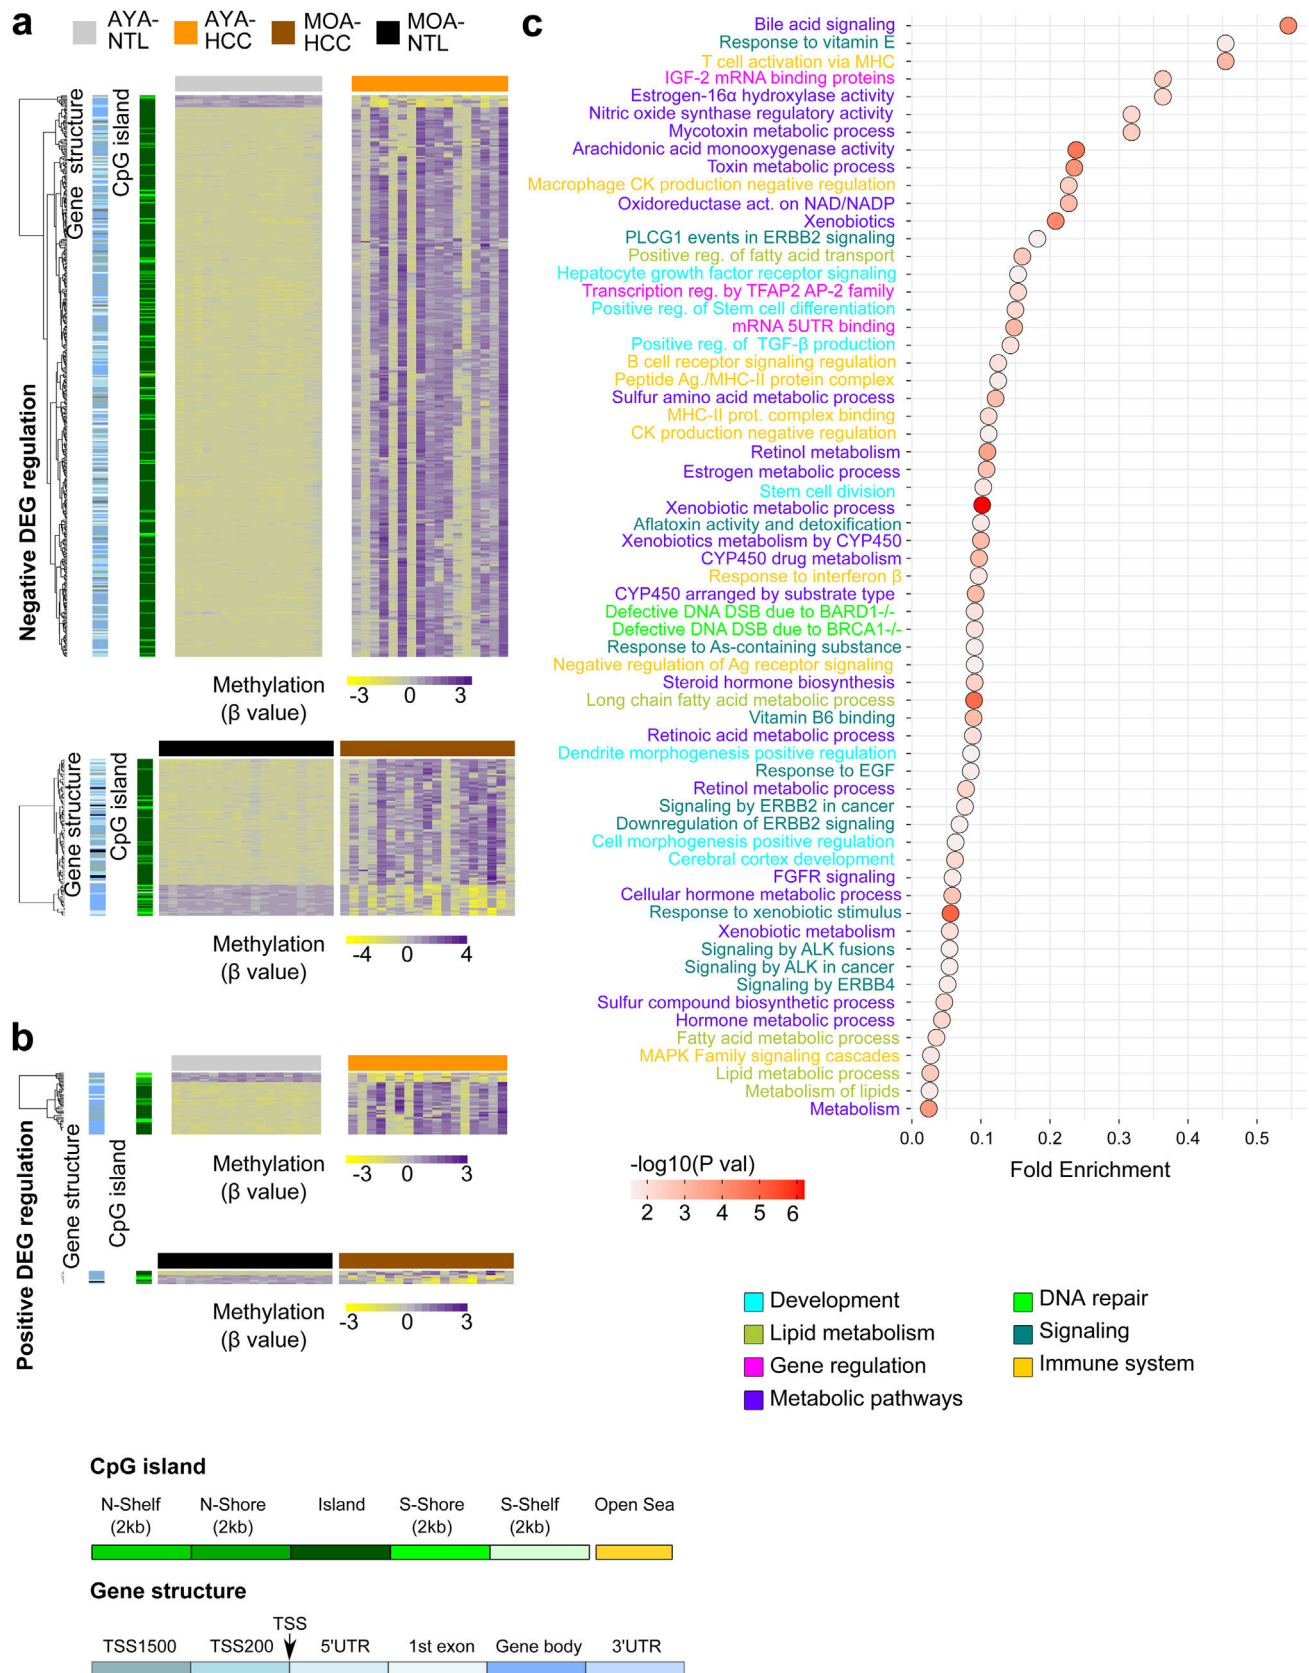 a
AYA-
NTL
AYA-
HCC
MOA-
HCC
MOA-
NTL
Negative DEG regulation
Gene structure
CpG island
Methylation
(β value)
-3 0 3
Gene structure
CpG island
Methylation
(β value)
-4 0 4
b
Positive DEG regulation
Gene structure
CpG island
Methylation
(β value)
-3 0 3
Methylation
(β value)
-3 0 3
c
Bile acid signaling
Response to vitamin E
T cell activation via MHC
IGF-2 mRNA binding proteins
Estrogen-16α hydroxylase activity
Nitric oxide synthase regulatory activity
Mycotoxin metabolic process
Arachidonic acid monooxygenase activity
Toxin metabolic process
Macrophage CK production negative regulation
Oxidoreductase act. on NAD/NADP
Xenobiotics
PLCG1 events in ERBB2 signaling
Positive reg. of fatty acid transport
Hepatocyte growth factor receptor signaling
Transcription reg. by TFAP2 AP-2 family
Positive reg. of Stem cell differentiation
mRNA 5UTR binding
Positive reg. of TGF-β production
B cell receptor signaling regulation
Peptide Ag./MHC-II protein complex
Sulfur amino acid metabolic process
MHC-II prot. complex binding
CK production negative regulation
Retinol metabolism
Estrogen metabolic process
Stem cell division
Xenobiotic metabolic process
Aflatoxin activity and detoxification
Xenobiotics metabolism by CYP450
CYP450 drug metabolism
Response to interferon β
CYP450 arranged by substrate type
Defective DNA DSB due to BARD1-/-
Defective DNA DSB due to BRCA1-/-
Response to As-containing substance
Negative regulation of Ag receptor signaling
Steroid hormone biosynthesis
Long chain fatty acid metabolic process
Vitamin B6 binding
Retinoic acid metabolic process
Dendrite morphogenesis positive regulation
Response to EGF
Retinol metabolic process
Signaling by ERBB2 in cancer
Downregulation of ERBB2 signaling
Cell morphogenesis positive regulation
Cerebral cortex development
FGFR signaling
Cellular hormone metabolic process
Response to xenobiotic stimulus
Xenobiotic metabolism
Signaling by ALK fusions
Signaling by ALK in cancer
Signaling by ERBB4
Sulfur compound biosynthetic process
Hormone metabolic process
Fatty acid metabolic process
MAPK Family signaling cascades
Lipid metabolic process
Metabolism of lipids
Metabolism
0.0 0.1 0.2 0.3 0.4 0.5
Fold Enrichment
-log10(P val)
2 3 4 5 6
Development
Lipid metabolism
Gene regulation
Metabolic pathways
DNA repair
Signaling
Immune system
CpG island
N-Shelf
(2kb)
N-Shore
(2kb)
Island
S-Shore
(2kb)
S-Shelf
(2kb)
Open Sea
Gene structure
TSS
TSS1500 TSS200 5'UTR 1st exon Gene body 3'UTR